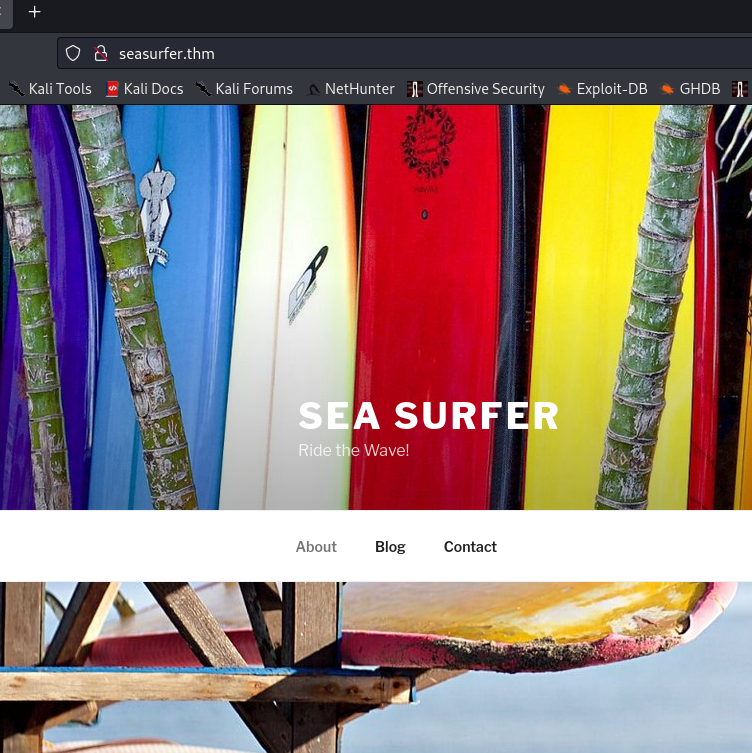 seasurfer.thm
Kali Tools Kali Docs Kali Forums NetHunter Offensive Security Exploit-DB GHDB
SEA SURFER
Ride the Wave!
About Blog Contact